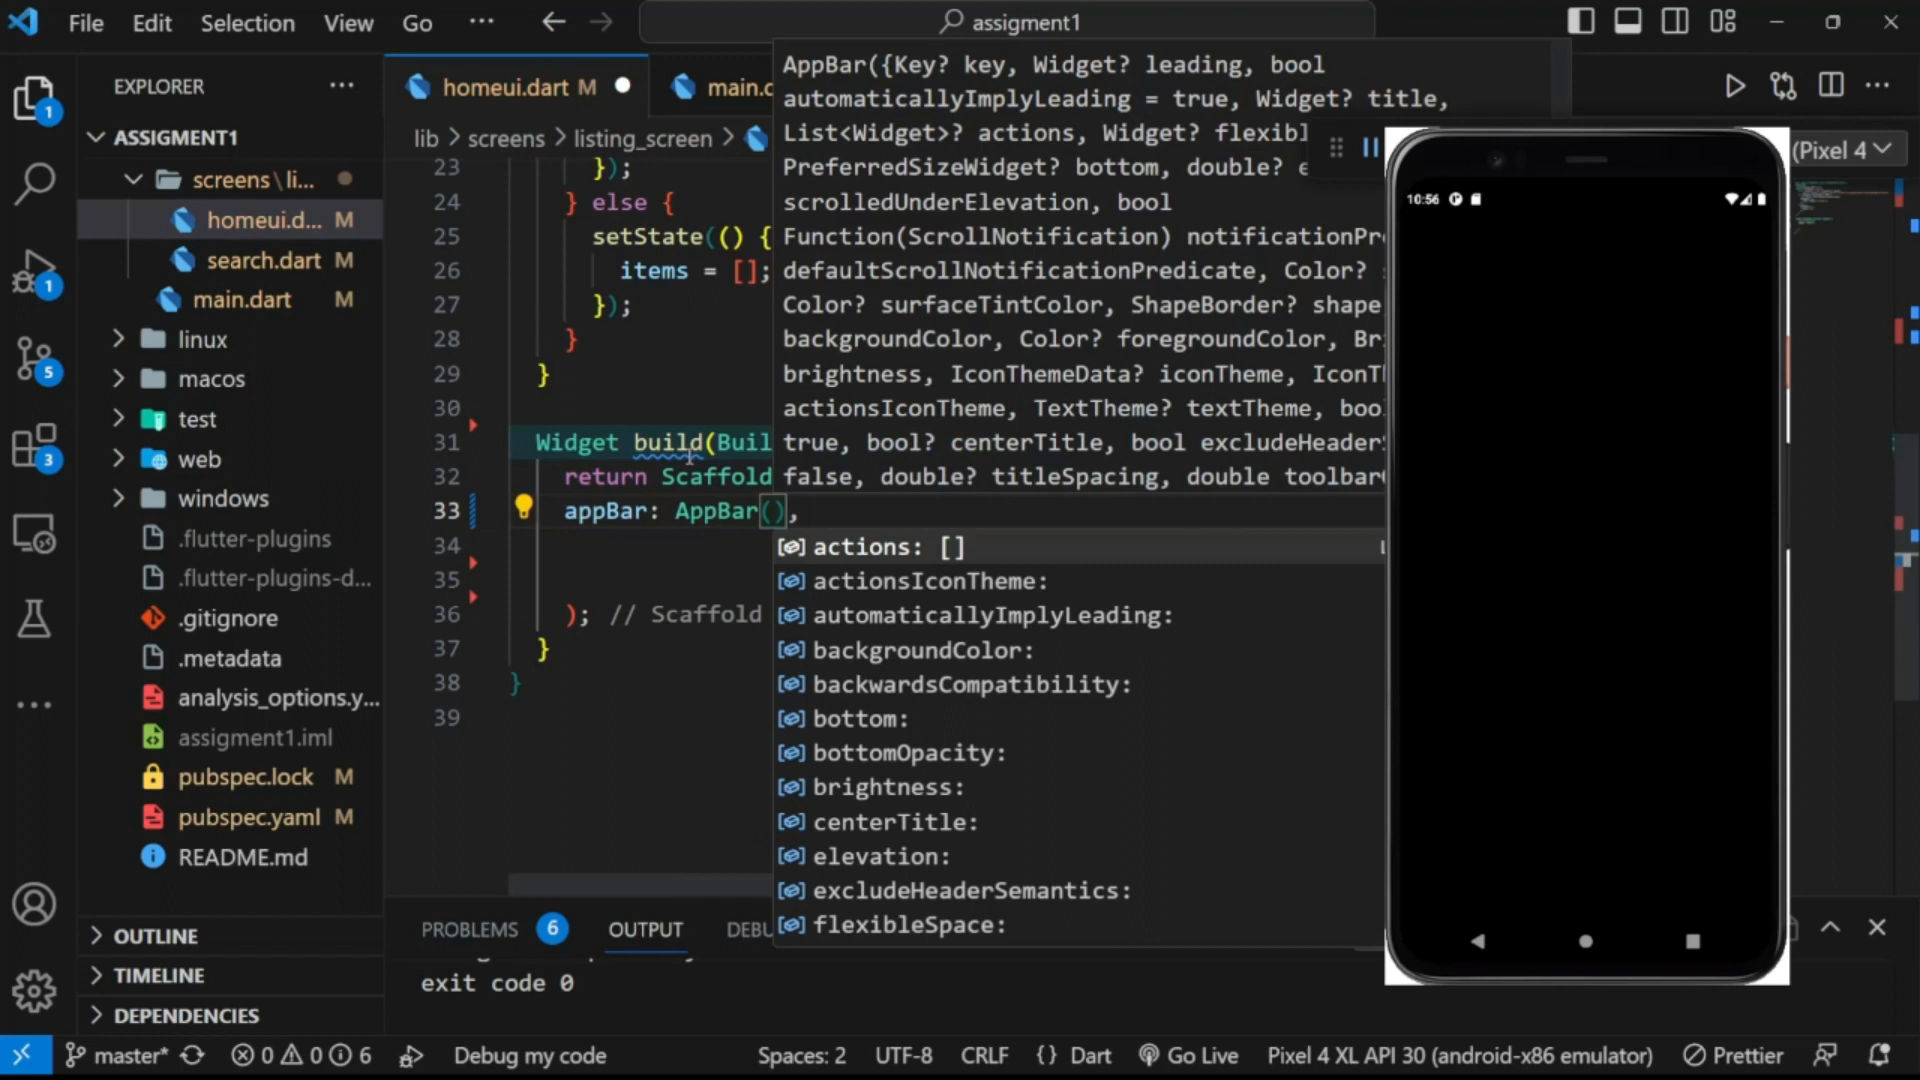 File Edit Selection View Go ··· assigment1
EXPLORER ···
ASSIGMENT1
screens\li...
homeui.d... M
search.dart M
main.dart M
linux
macos
test
web
windows
.flutter-plugins
.flutter-plugins-d...
.gitignore
.metadata
analysis_options.y...
assigment1.iml
pubspec.lock M
pubspec.yaml M
README.md
OUTLINE
TIMELINE
DEPENDENCIES
1
1
5
3
homeui.dart M main.d
lib > screens > listing_screen >
23 });
24 } else {
25 setState(() {
26 items = [];
27 });
28 }
29 }
30
31 Widget build(Buil
32 return Scaffold
33 appBar: AppBar(),
34
35
36 ); // Scaffold
37 }
38 }
39
AppBar({Key? key, Widget? leading, bool
automaticallyImplyLeading = true, Widget? title,
List<Widget>? actions, Widget? flexibl
PreferredSizeWidget? bottom, double? e
scrolledUnderElevation, bool
Function(ScrollNotification) notificationPr
defaultScrollNotificationPredicate, Color?
Color? surfaceTintColor, ShapeBorder? shape
backgroundColor, Color? foregroundColor, Br
brightness, IconThemeData? iconTheme, IconT
actionsIconTheme, TextTheme? textTheme, boo
true, bool? centerTitle, bool excludeHeader
false, double? titleSpacing, double toolbar
actions: []
actionsIconTheme:
automaticallyImplyLeading:
backgroundColor:
backwardsCompatibility:
bottom:
bottomOpacity:
brightness:
centerTitle:
elevation:
excludeHeaderSemantics:
flexibleSpace:
(Pixel 4
10:56
PROBLEMS 6 OUTPUT DEBU
exit code 0
master* 0 0 6 Debug my code Spaces: 2 UTF-8 CRLF {} Dart Go Live Pixel 4 XL API 30 (android-x86 emulator) Prettier